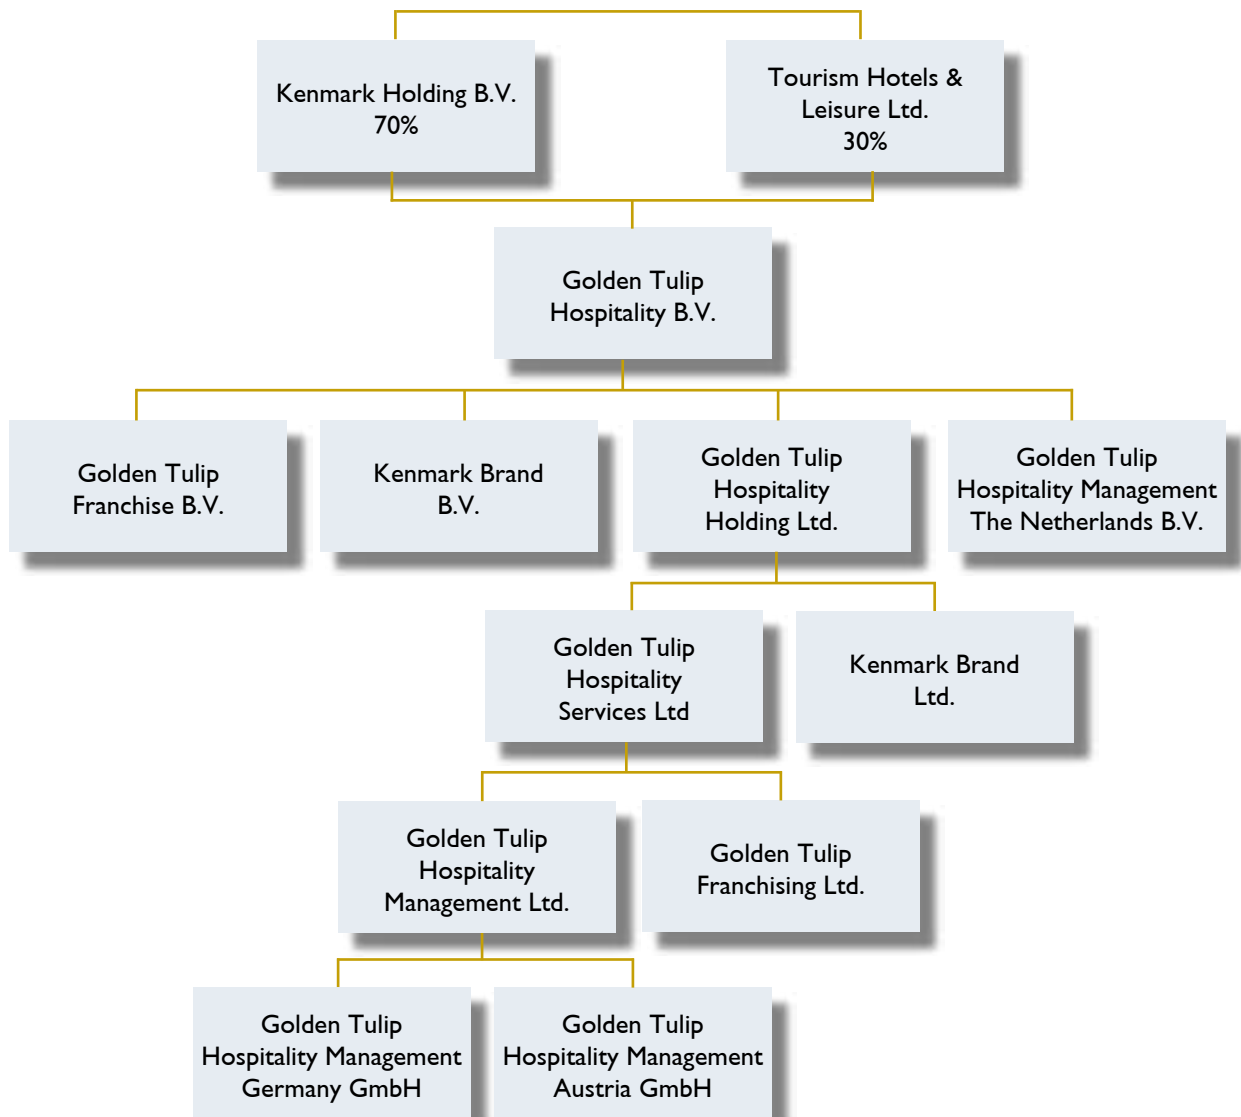 Kenmark Holding B.V.
70%
Tourism Hotels &
Leisure Ltd.
30%
Golden Tulip
Hospitality B.V.
Golden Tulip
Franchise B.V.
Kenmark Brand
B.V.
Golden Tulip
Hospitality
Holding Ltd.
Golden Tulip
Hospitality Management
The Netherlands B.V.
Golden Tulip
Hospitality
Services Ltd
Kenmark Brand
Ltd.
Golden Tulip
Hospitality
Management Ltd.
Golden Tulip
Franchising Ltd.
Golden Tulip
Hospitality Management
Germany GmbH
Golden Tulip
Hospitality Management
Austria GmbH